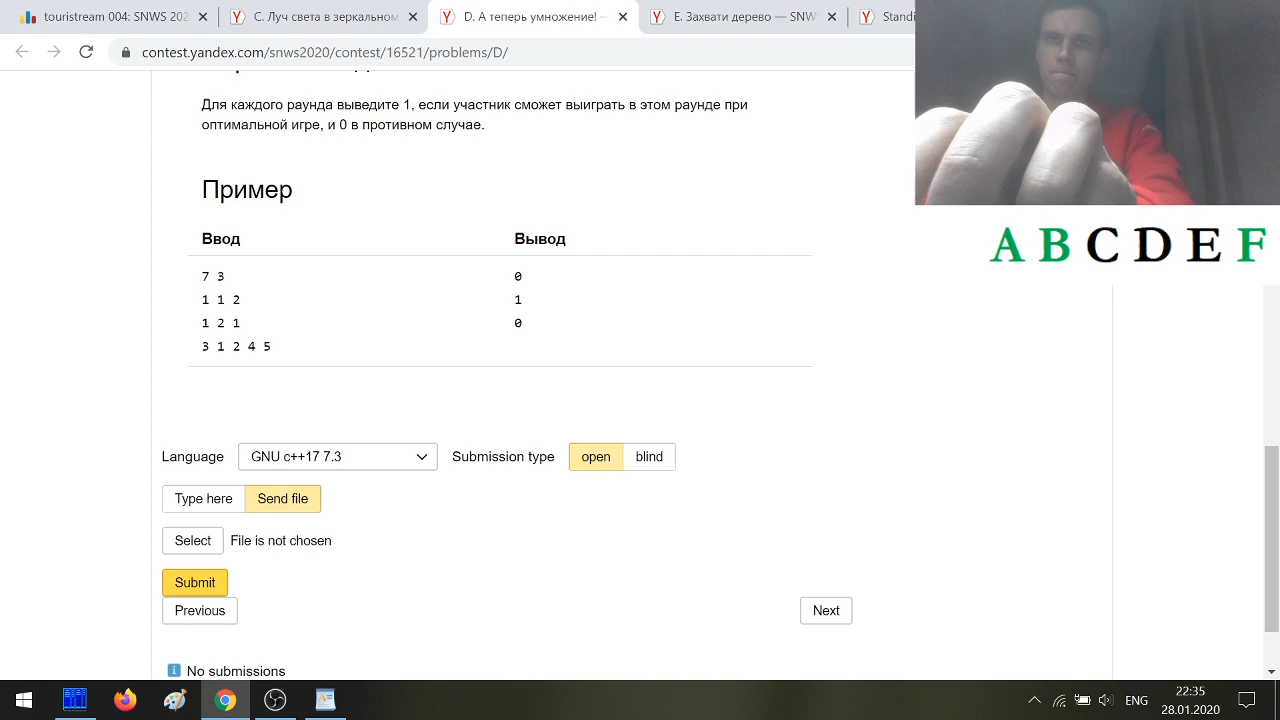 touristream 004: SNWS 202
С. Луч света в зеркальном
D. А теперь умножение! –
E. Захвати дерево — SNW
Standi
contest.yandex.com/snws2020/contest/16521/problems/D/
Для каждого раунда выведите 1, если участник сможет выиграть в этом раунде при
оптимальной игре, и 0 в противном случае.
Пример
Ввод Вывод
7 3 0
1 1 2 1
1 2 1 0
3 1 2 4 5
A B C D E F
Language GNU c++17 7.3 Submission type open blind
Type here Send file
Select File is not chosen
Submit
Previous Next
No submissions
ENG 22:35
28.01.2020